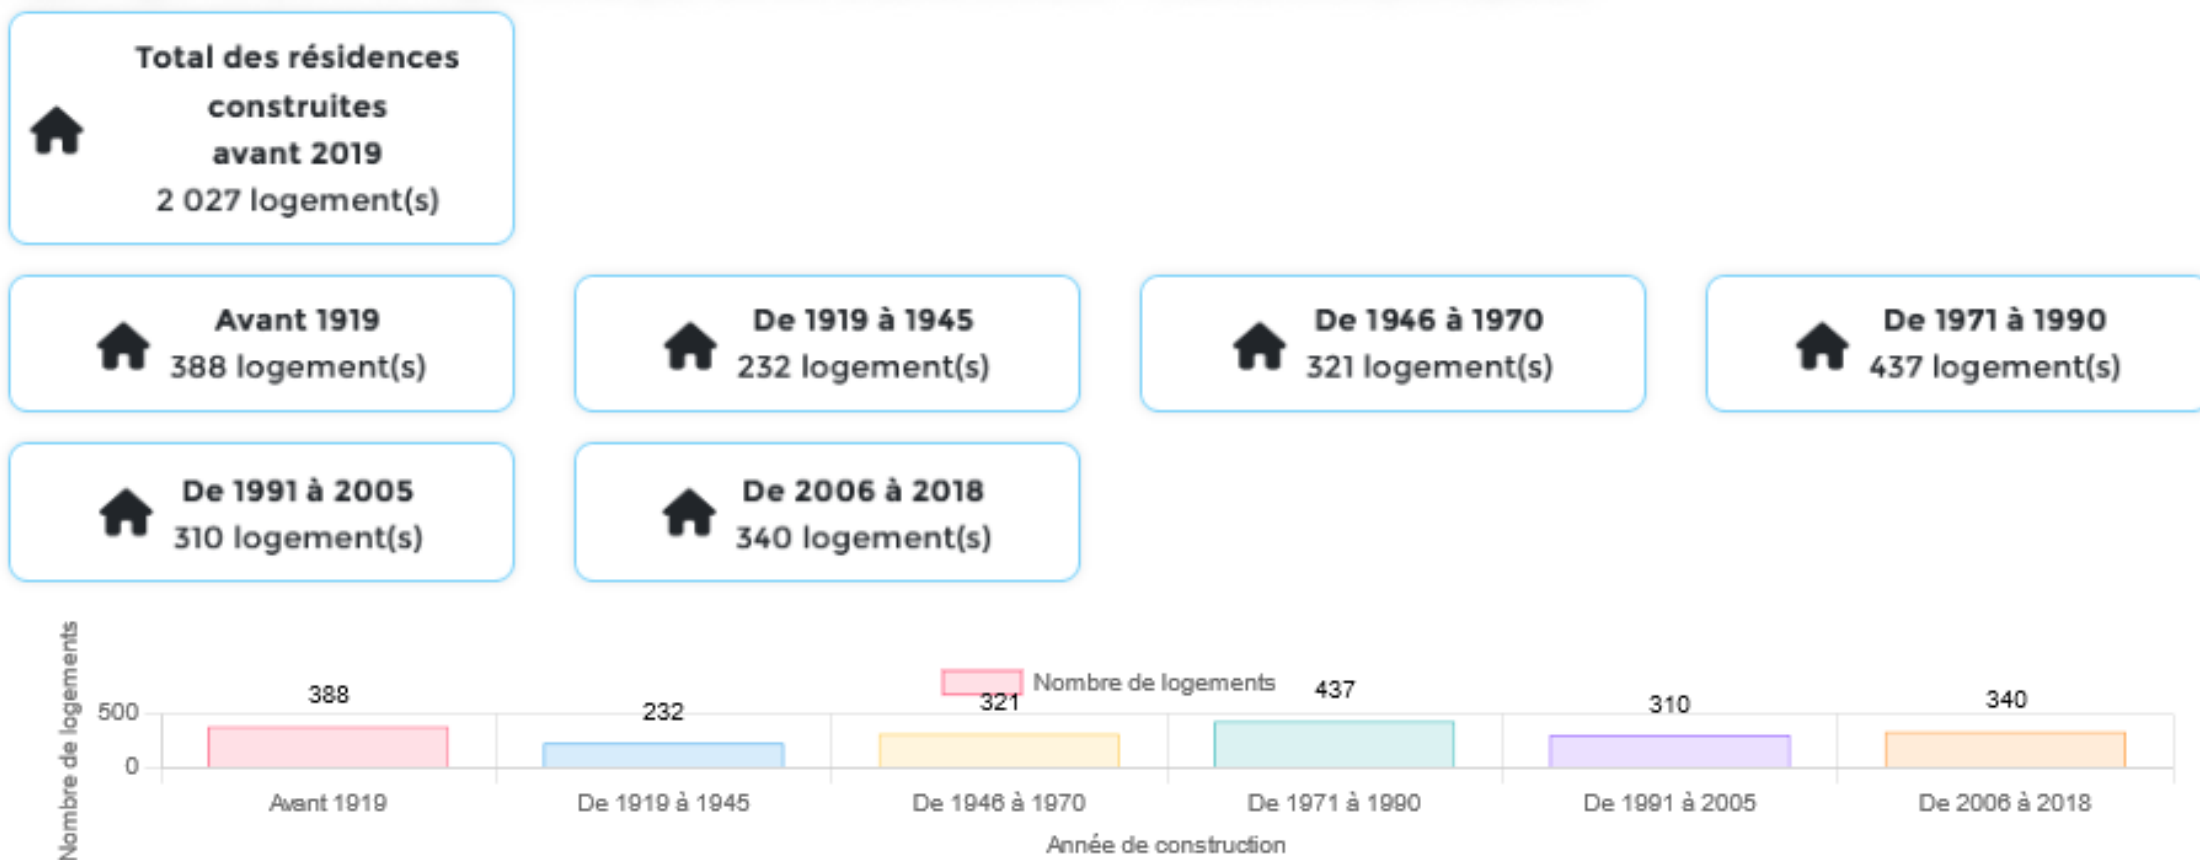 Total des résidences
construites
avant 2019
2 027 logement(s)
Avant 1919
388 logement(s)
De 1919 à 1945
232 logement(s)
De 1946 à 1970
321 logement(s)
De 1971 à 1990
437 logement(s)
De 1991 à 2005
310 logement(s)
De 2006 à 2018
340 logement(s)
Nombre de logements
Nombre de logements
500
0
388
232
321
437
310
340
Avant 1919
De 1919 à 1945
De 1946 à 1970
De 1971 à 1990
De 1991 à 2005
De 2006 à 2018
Année de construction